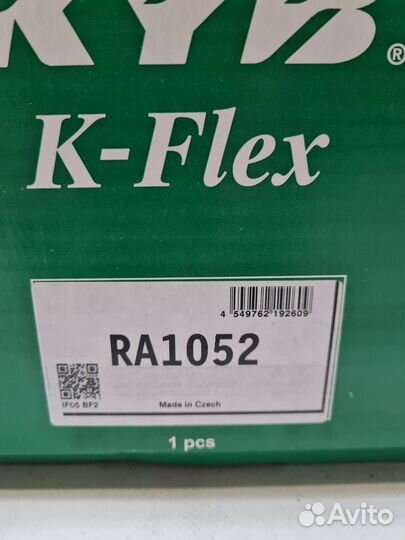 KYB®
K-Flex
4 549762 192609
RA1052
IF05 BF2
Made in Czech
1 pcs
Avito